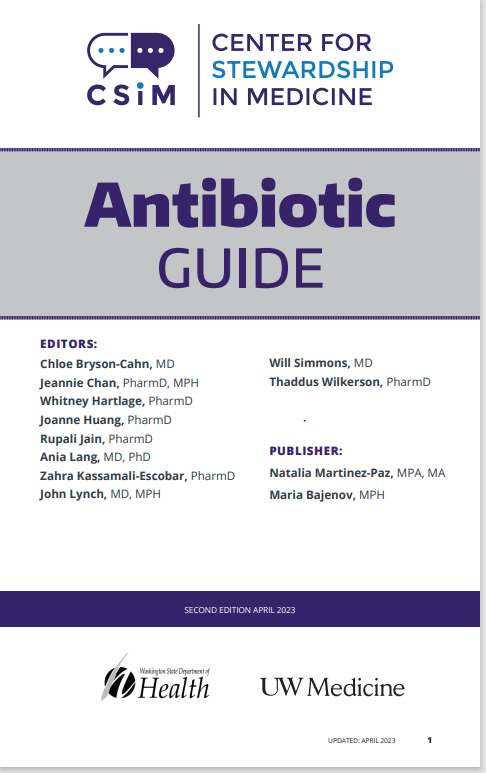 CENTER FOR
STEWARDSHIP
IN MEDICINE
CSiM
Antibiotic
GUIDE
EDITORS:
Chloe Bryson-Cahn, MD
Jeannie Chan, PharmD, MPH
Whitney Hartlage, PharmD
Joanne Huang, PharmD
Rupali Jain, PharmD
Ania Lang, MD, PhD
Zahra Kassamali-Escobar, PharmD
John Lynch, MD, MPH
Will Simmons, MD
Thaddus Wilkerson, PharmD
PUBLISHER:
Natalia Martinez-Paz, MPA, MA
Maria Bajenov, MPH
SECOND EDITION APRIL 2023
Washington State Department of
Health
UW Medicine
UPDATED: APRIL 2023 1